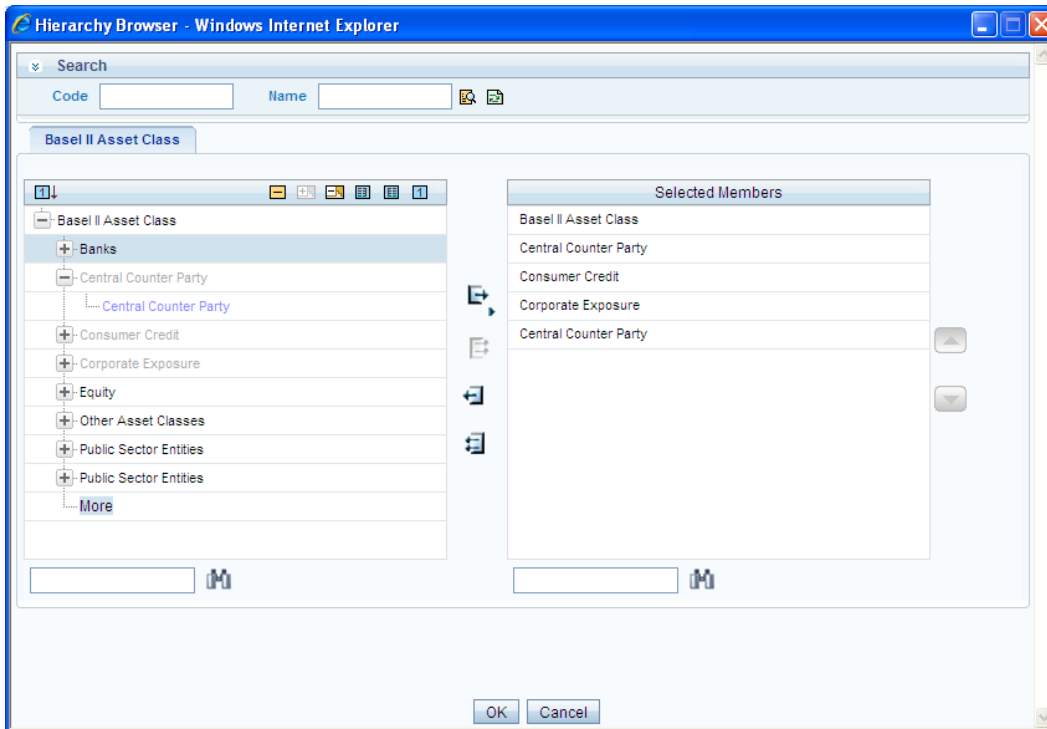 Hierarchy Browser - Windows Internet Explorer
Search
Code Name
Basel II Asset Class
1 1
Basel II Asset Class
Banks
Central Counter Party
Central Counter Party
Consumer Credit
Corporate Exposure
Equity
Other Asset Classes
Public Sector Entities
Public Sector Entities
More
Selected Members
Basel II Asset Class
Central Counter Party
Consumer Credit
Corporate Exposure
Central Counter Party
OK Cancel